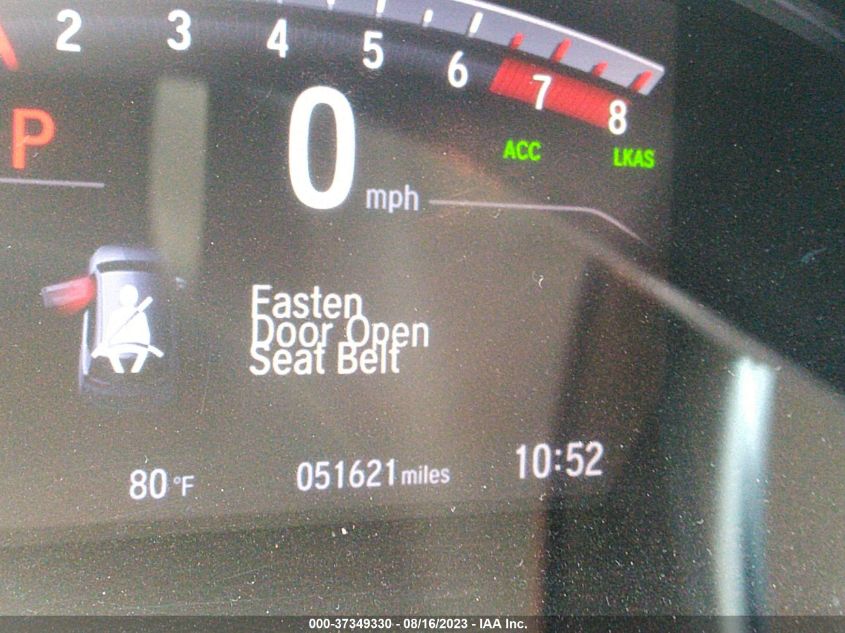 2 3 4 5 6 7 8
P
0 mph
ACC LKAS
Fasten
Door Open
Seat Belt
80 °F 051621 miles 10:52
000-37349330 - 08/16/2023 - IAA Inc.